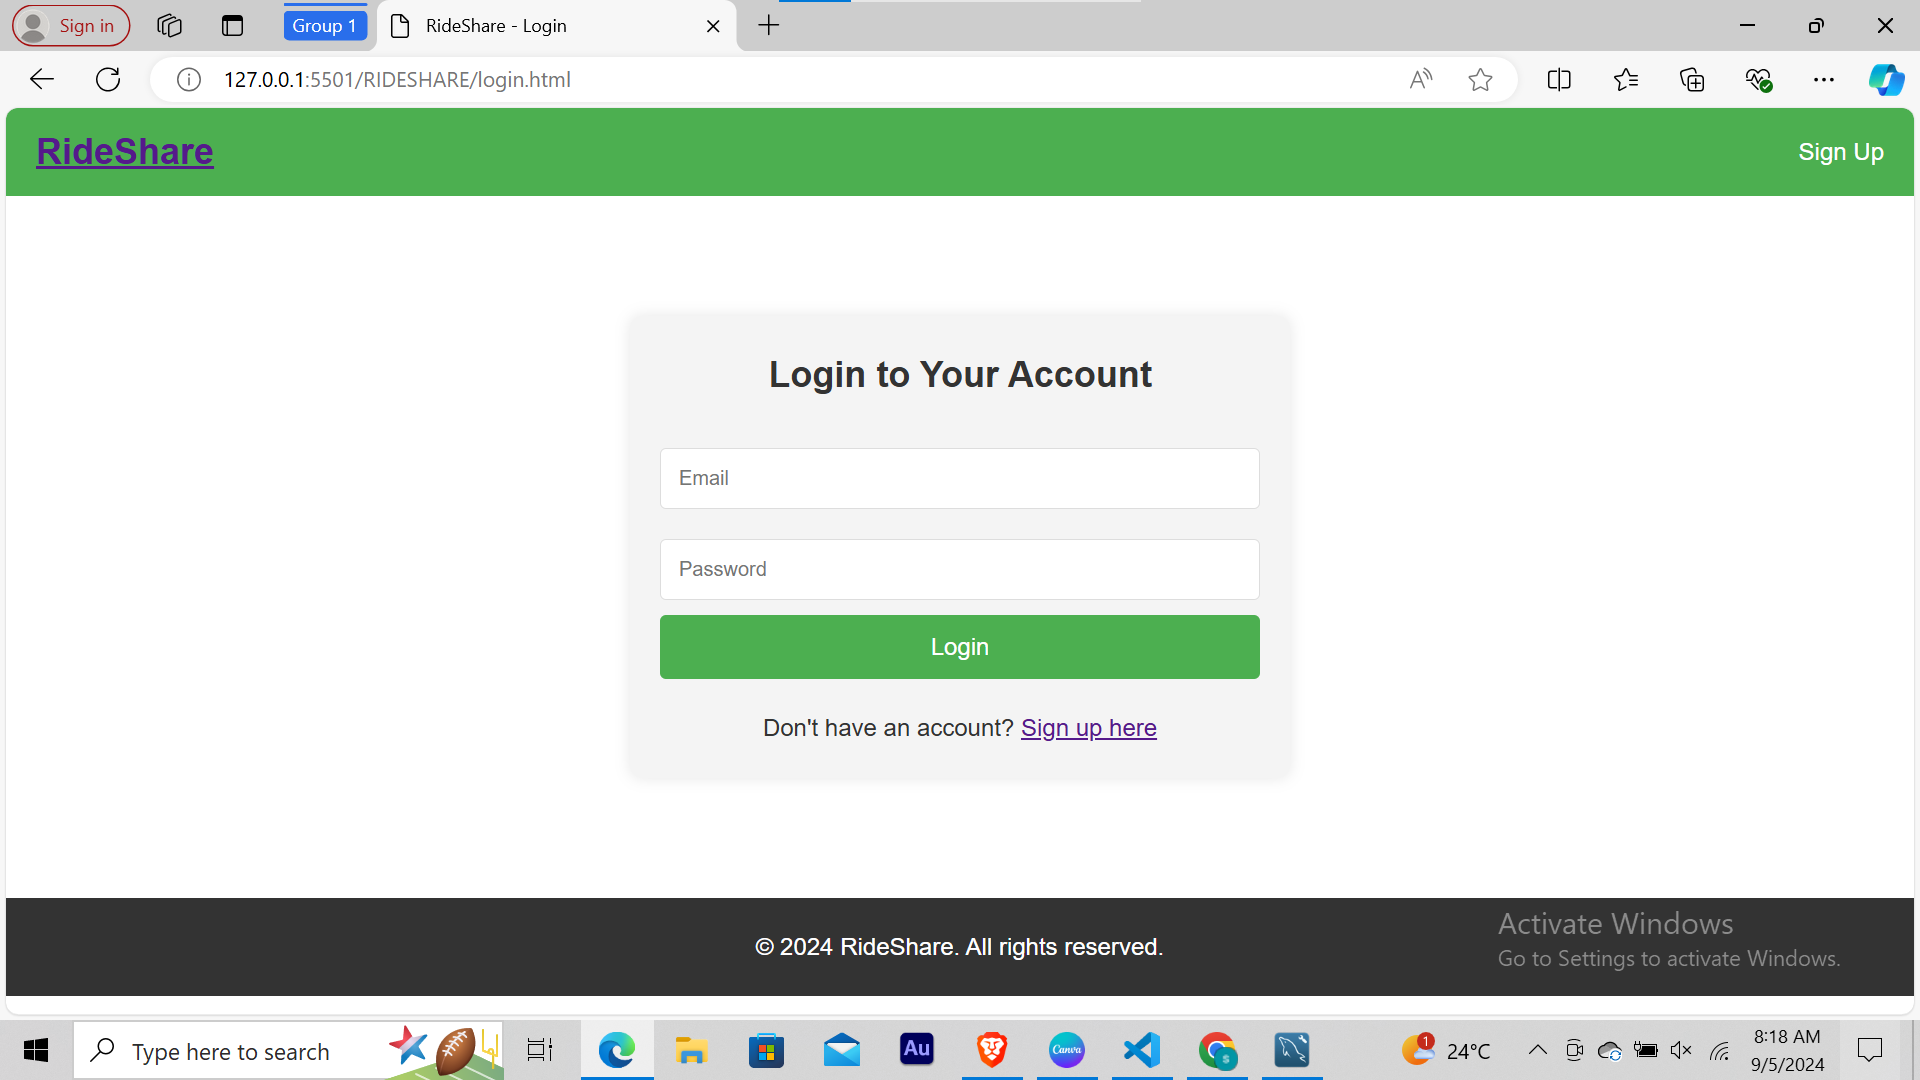 Sign in
Group 1
RideShare - Login
127.0.0.1:5501/RIDESHARE/login.html
RideShare
Sign Up
Login to Your Account
Email
Password
Login
Don't have an account? Sign up here
© 2024 RideShare. All rights reserved.
Activate Windows
Go to Settings to activate Windows.
Type here to search
Au
Canva
S
1
24°C
8:18 AM
9/5/2024